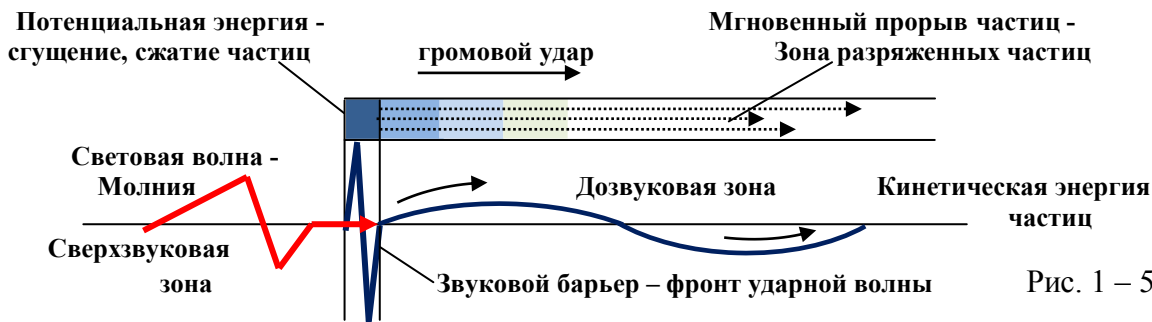 Потенциальная энергия -
сгущение, сжатие частиц
громовой удар
Мгновенный прорыв частиц -
Зона разряженных частиц
Световая волна -
Молния
Дозвуковая зона
Кинетическая энергия
частиц
Сверхзвуковая
зона
Звуковой барьер – фронт ударной волны
Рис. 1 – 5